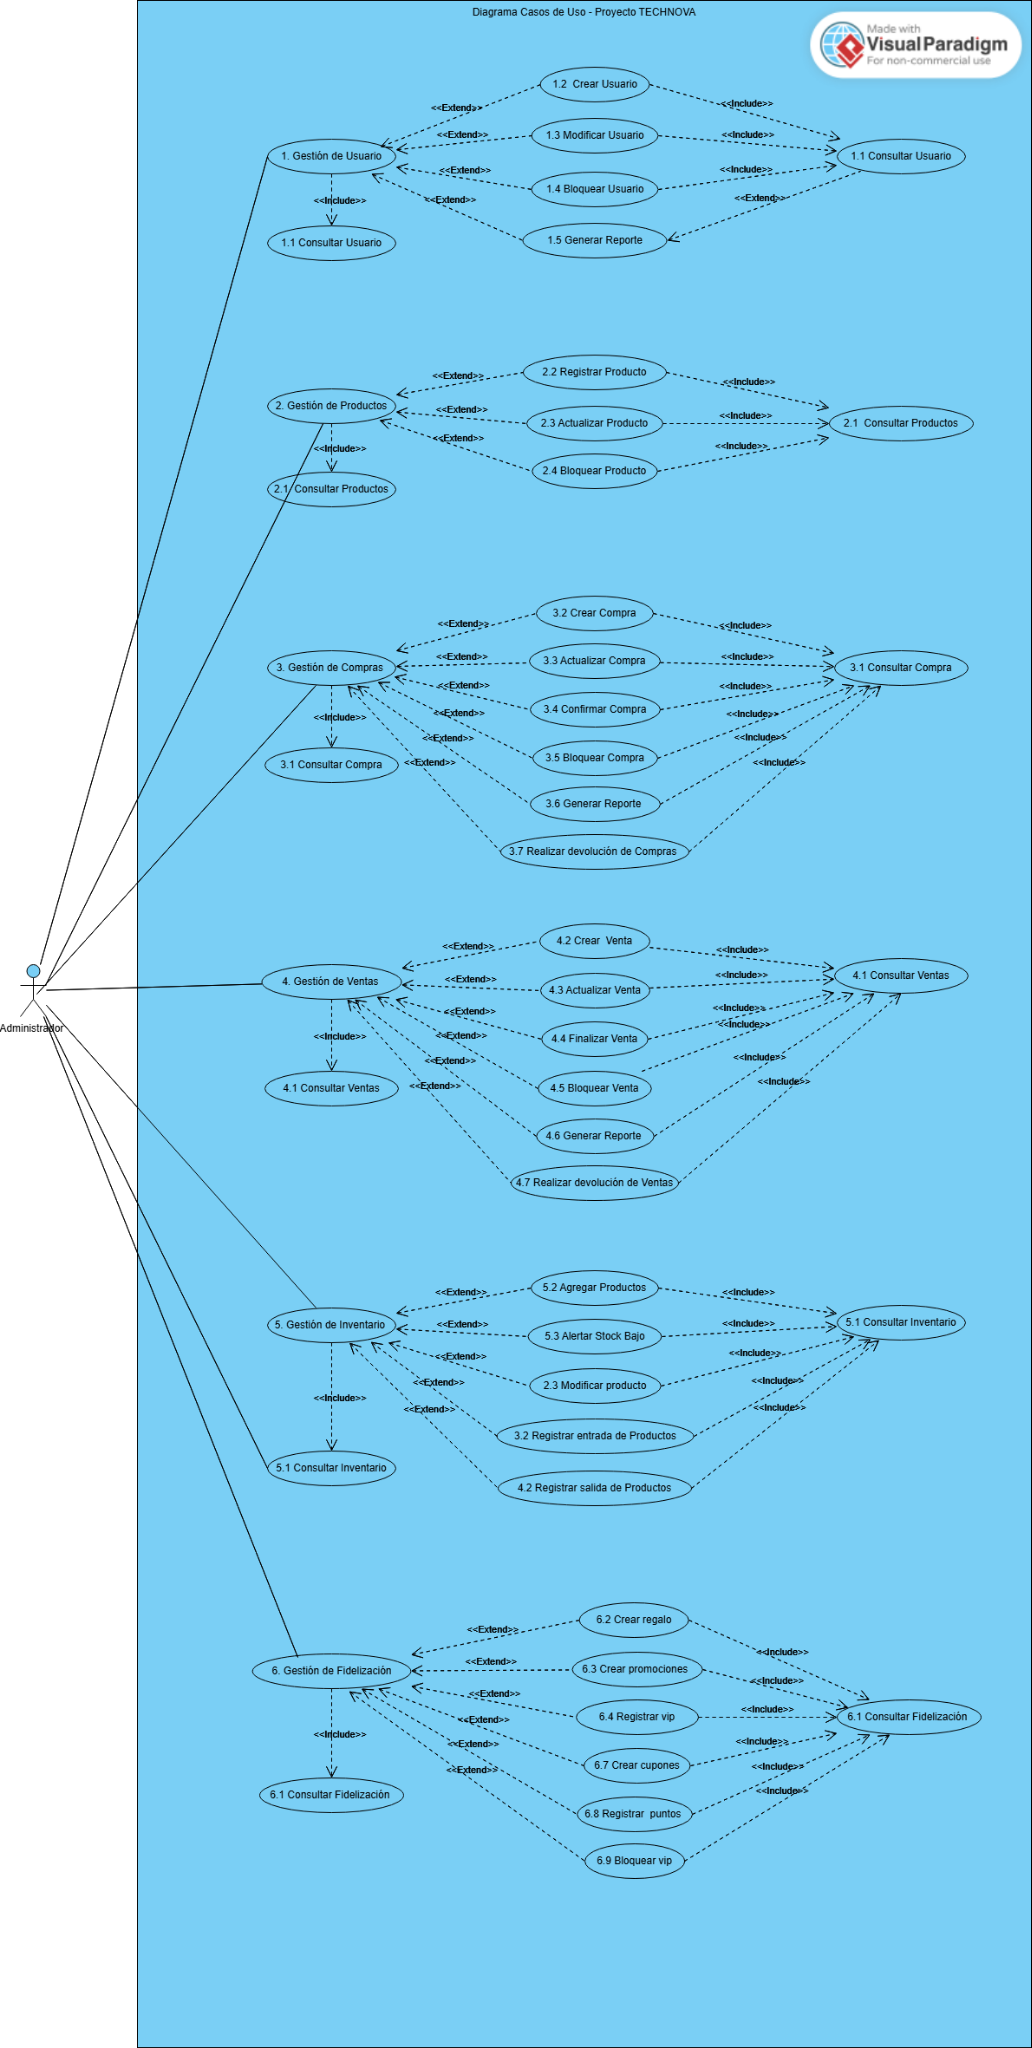 Diagrama Casos de Uso - Proyecto TECHNOVA
Made with
Visual Paradigm
For non-commercial use
1.2 Crear Usuario
<<Extend>>
<<Include>>
1.3 Modificar Usuario
<<Extend>>
<<Include>>
1. Gestión de Usuario
1.1 Consultar Usuario
<<Extend>>
<<Include>>
1.4 Bloquear Usuario
<<Include>>
<<Extend>>
<<Extend>>
1.1 Consultar Usuario
1.5 Generar Reporte
2.2 Registrar Producto
<<Extend>>
<<Include>>
2. Gestión de Productos
<<Extend>>
<<Include>>
2.3 Actualizar Producto
2.1 Consultar Productos
<<Extend>>
<<Include>>
<<Include>>
2.4 Bloquear Producto
2.1 Consultar Productos
3.2 Crear Compra
<<Extend>>
<<Include>>
3. Gestión de Compras
<<Extend>>
3.3 Actualizar Compra
<<Include>>
3.1 Consultar Compra
<<Extend>>
<<Include>>
3.4 Confirmar Compra
<<Include>>
<<Extend>>
<<Include>>
<<Extend>>
<<Include>>
3.5 Bloquear Compra
<<Extend>>
<<Include>>
3.1 Consultar Compra
3.6 Generar Reporte
3.7 Realizar devolución de Compras
4.2 Crear Venta
<<Extend>>
<<Include>>
4. Gestión de Ventas
<<Extend>>
4.3 Actualizar Venta
<<Include>>
4.1 Consultar Ventas
<<Extend>>
<<Include>>
Administrador
<<Include>>
<<Extend>>
4.4 Finalizar Venta
<<Include>>
<<Extend>>
<<Include>>
4.1 Consultar Ventas
<<Extend>>
4.5 Bloquear Venta
<<Include>>
4.6 Generar Reporte
4.7 Realizar devolución de Ventas
5.2 Agregar Productos
<<Extend>>
<<Include>>
5. Gestión de Inventario
<<Extend>>
5.3 Alertar Stock Bajo
<<Include>>
5.1 Consultar Inventario
<<Extend>>
<<Include>>
<<Extend>>
2.3 Modificar producto
<<Include>>
<<Include>>
<<Extend>>
<<Include>>
3.2 Registrar entrada de Productos
5.1 Consultar Inventario
4.2 Registrar salida de Productos
6.2 Crear regalo
<<Extend>>
<<Include>>
6. Gestión de Fidelización
<<Extend>>
6.3 Crear promociones
<<Include>>
<<Extend>>
<<Include>>
6.4 Registrar vip
6.1 Consultar Fidelización
<<Include>>
<<Extend>>
<<Include>>
<<Extend>>
<<Include>>
6.7 Crear cupones
<<Extend>>
<<Include>>
6.1 Consultar Fidelización
6.8 Registrar puntos
6.9 Bloquear vip